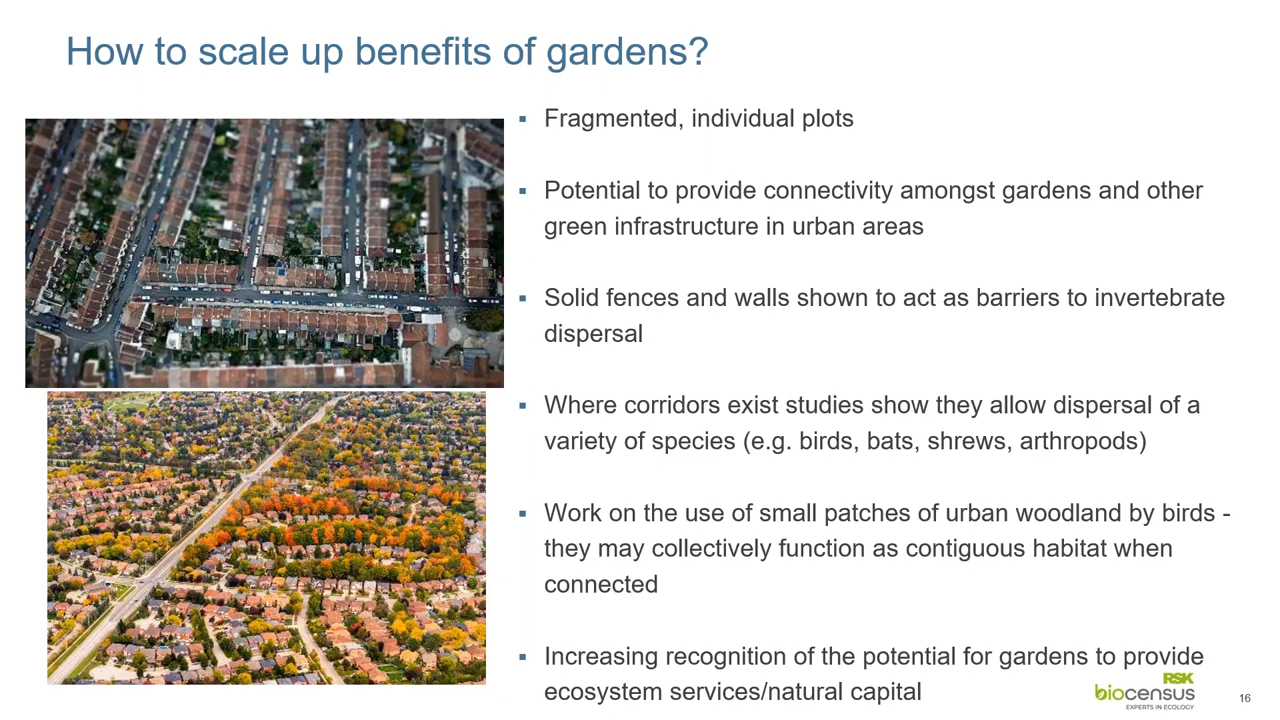 How to scale up benefits of gardens?
▪ Fragmented, individual plots
▪ Potential to provide connectivity amongst gardens and other
green infrastructure in urban areas
▪ Solid fences and walls shown to act as barriers to invertebrate
dispersal
▪ Where corridors exist studies show they allow dispersal of a
variety of species (e.g. birds, bats, shrews, arthropods)
▪ Work on the use of small patches of urban woodland by birds -
they may collectively function as contiguous habitat when
connected
▪ Increasing recognition of the potential for gardens to provide
ecosystem services/natural capital
RSK
biocensus
EXPERTS IN ECOLOGY
16